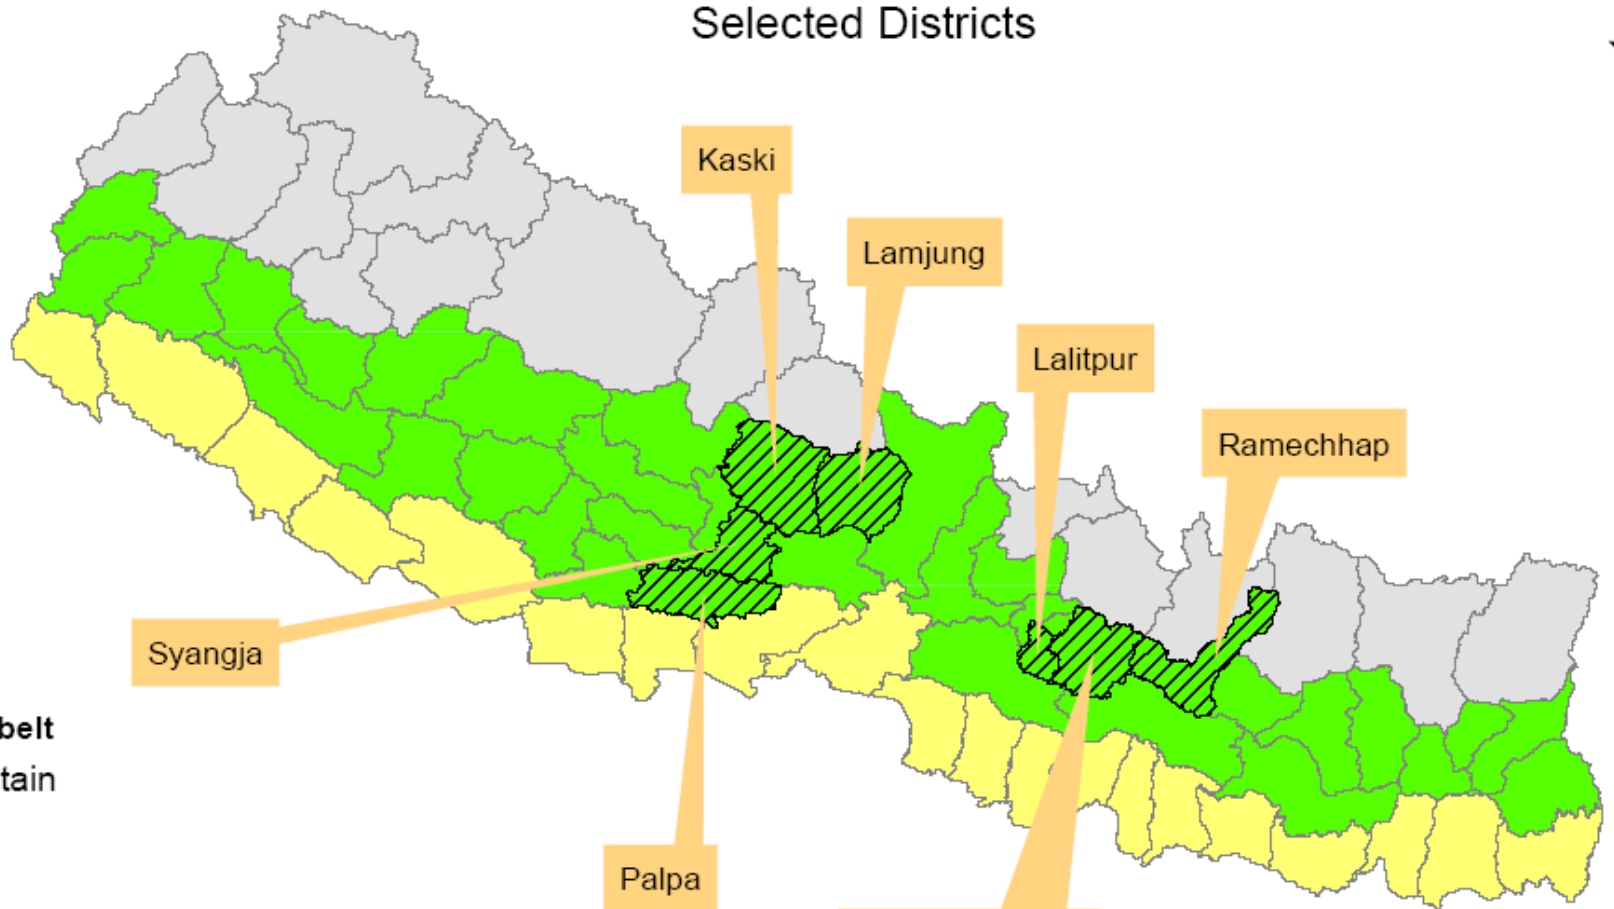 Selected Districts
Kaski
Lamjung
Lalitpur
Ramechhap
Syangja
belt
tain
Palpa